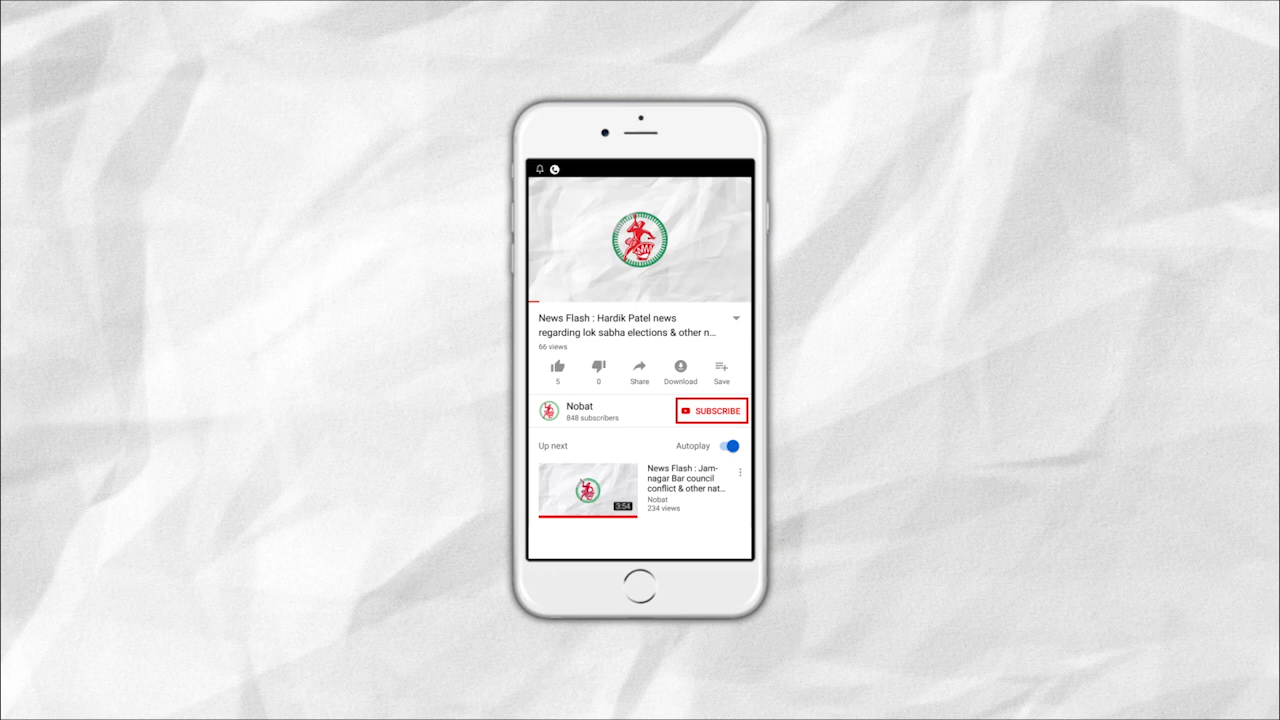 News Flash : Hardik Patel news
regarding lok sabha elections & other n...
66 views
5
0
Share
Download
Save
Nobat
848 subscribers
SUBSCRIBE
Up next
Autoplay
News Flash : Jam-
nagar Bar council
conflict & other nat...
Nobat
234 views
3:54